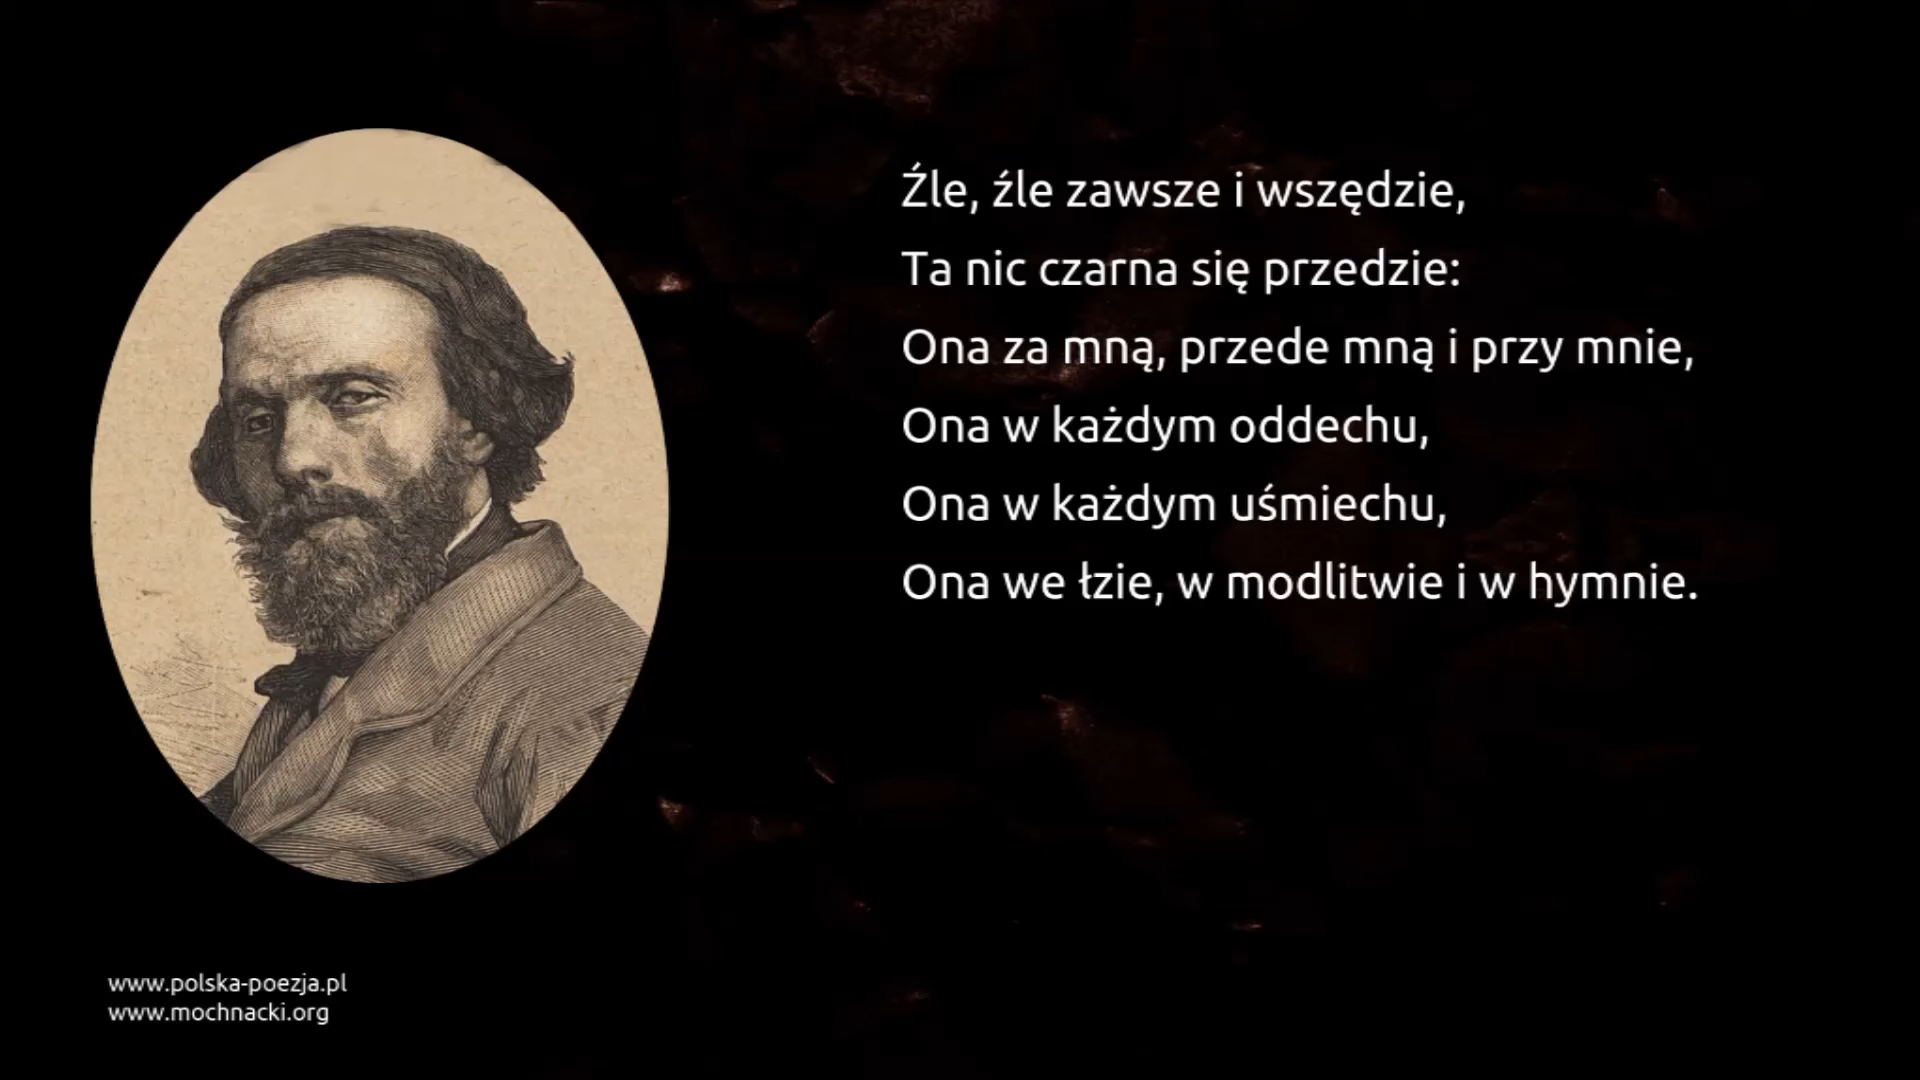 Źle, źle zawsze i wszędzie,
Ta nic czarna się przedzie:
Ona za mną, przede mną i przy mnie,
Ona w każdym oddechu,
Ona w każdym uśmiechu,
Ona we łzie, w modlitwie i w hymnie.
www.polska-poezja.pl
www.mochnacki.org